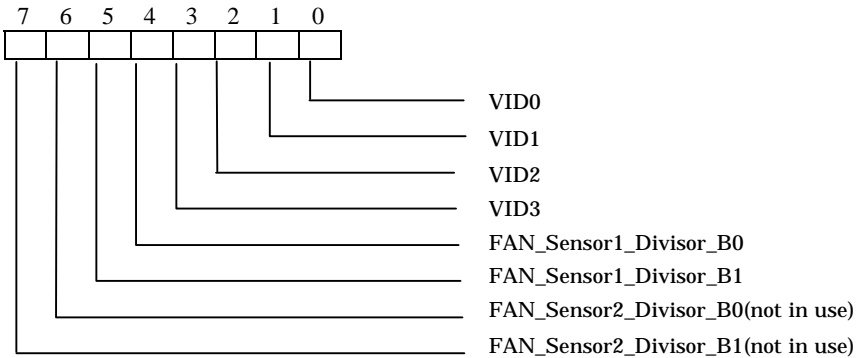 7 6 5 4 3 2 1 0
VID0
VID1
VID2
VID3
FAN_Sensor1_Divisor_B0
FAN_Sensor1_Divisor_B1
FAN_Sensor2_Divisor_B0(not in use)
FAN_Sensor2_Divisor_B1(not in use)